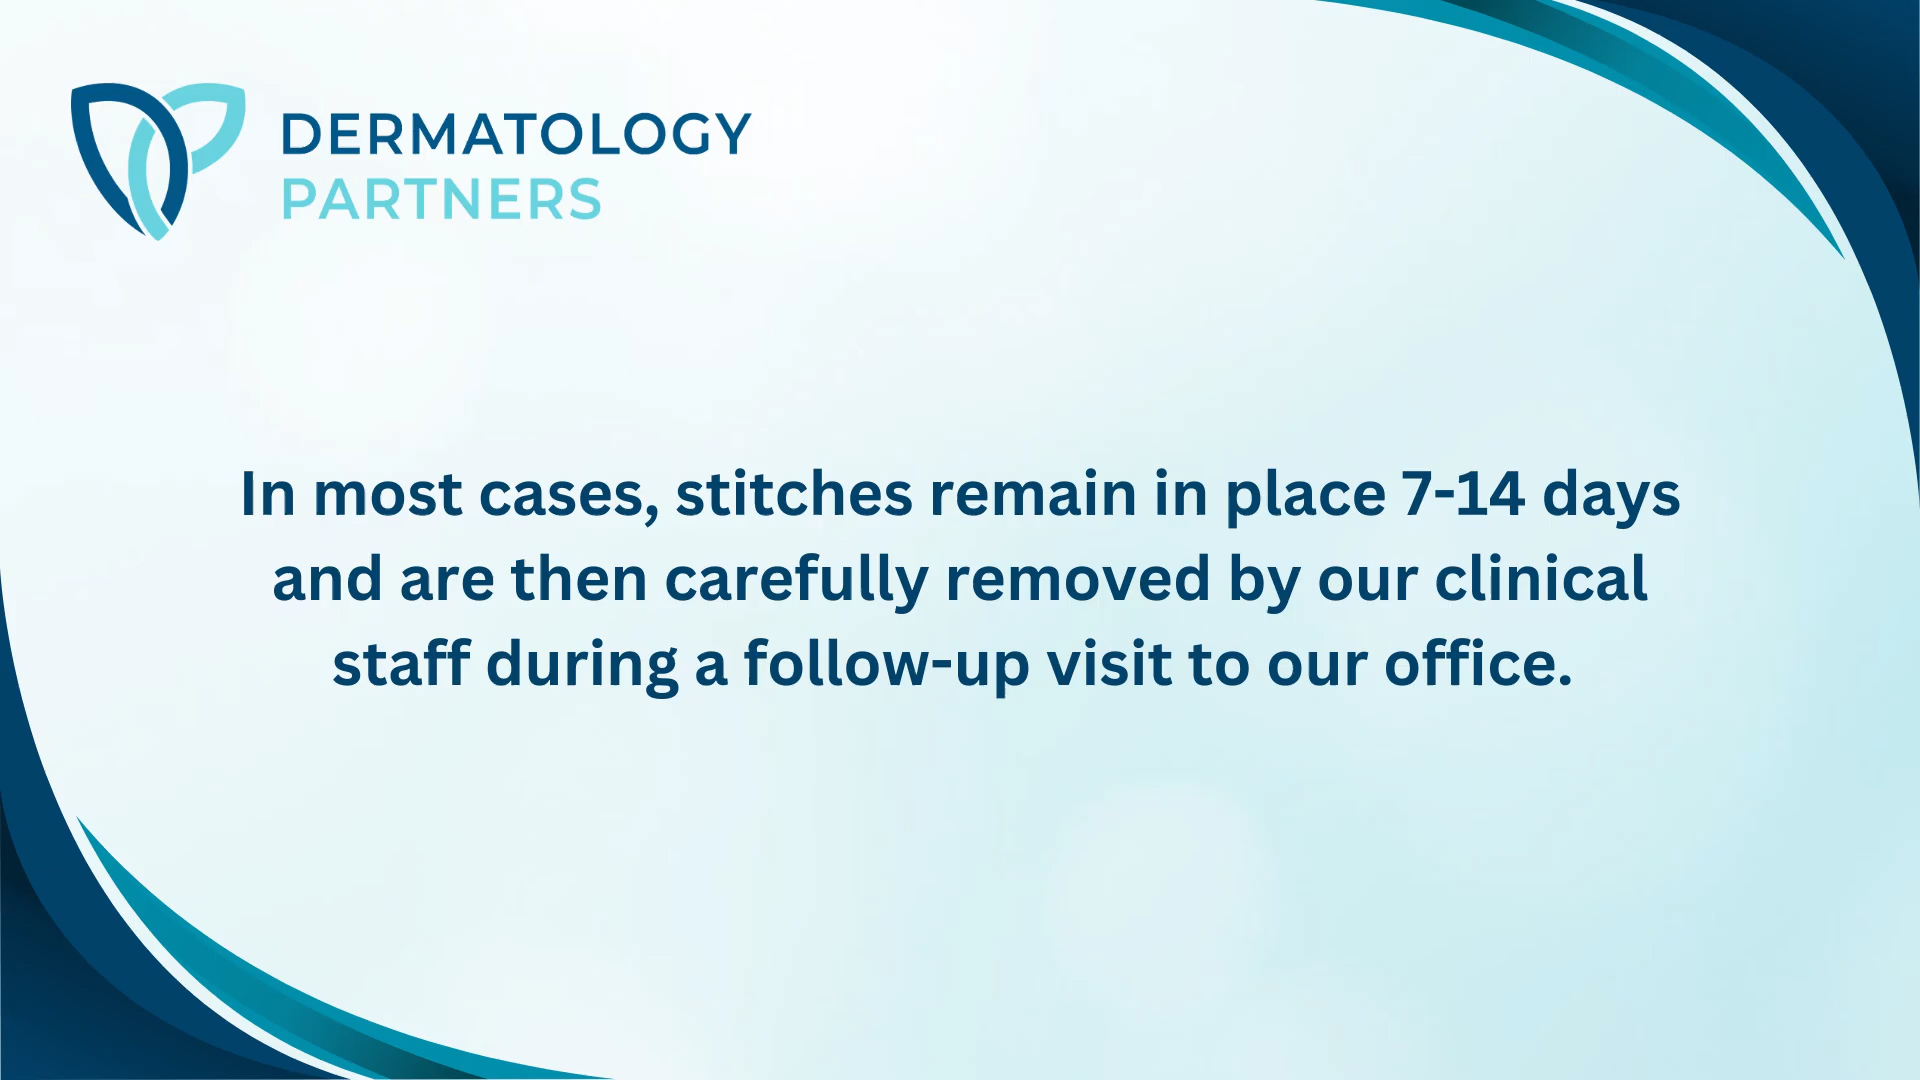 DERMATOLOGY
PARTNERS
In most cases, stitches remain in place 7-14 days
and are then carefully removed by our clinical
staff during a follow-up visit to our office.